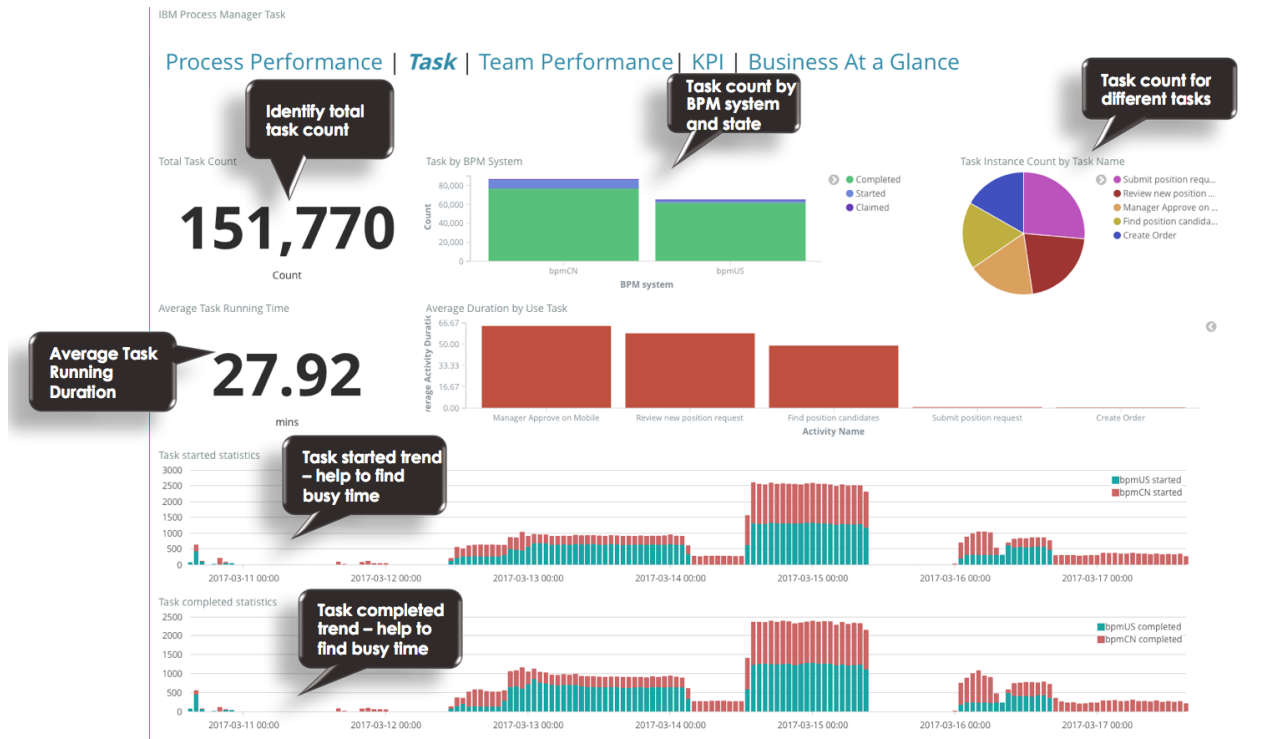 IBM Process Manager Task
Process Performance | Task | Team Performance | KPI | Business At a Glance
Identify total
task count
Task count by
BPM system
and state
Task count for
different tasks
Total Task Count
151,770
Count
Task by BPM System
80,000
60,000
40,000
20,000
0
Count
bpmCN
bpmUS
BPM system
Completed
Started
Claimed
Task Instance Count by Task Name
Submit position requ...
Review new position ...
Manager Approve on ...
Find position candida...
Create Order
Average Task Running Time
Average Task
Running
Duration
27.92
mins
Average Duration by Use Task
66.67
50.00
33.33
16.67
0.00
erage Activity Duratic
Manager Approve on Mobile
Review new position request
Find position candidates
Submit position request
Create Order
Activity Name
Task started statistics
Task started trend
– help to find
busy time
3000
2500
2000
1500
1000
500
0
bpmUS started
bpmCN started
2017-03-11 00:00
2017-03-12 00:00
2017-03-13 00:00
2017-03-14 00:00
2017-03-15 00:00
2017-03-16 00:00
2017-03-17 00:00
Task completed statistics
Task completed
trend – help to
find busy time
2500
2000
1500
1000
500
0
bpmUS completed
bpmCN completed
2017-03-11 00:00
2017-03-12 00:00
2017-03-13 00:00
2017-03-14 00:00
2017-03-15 00:00
2017-03-16 00:00
2017-03-17 00:00